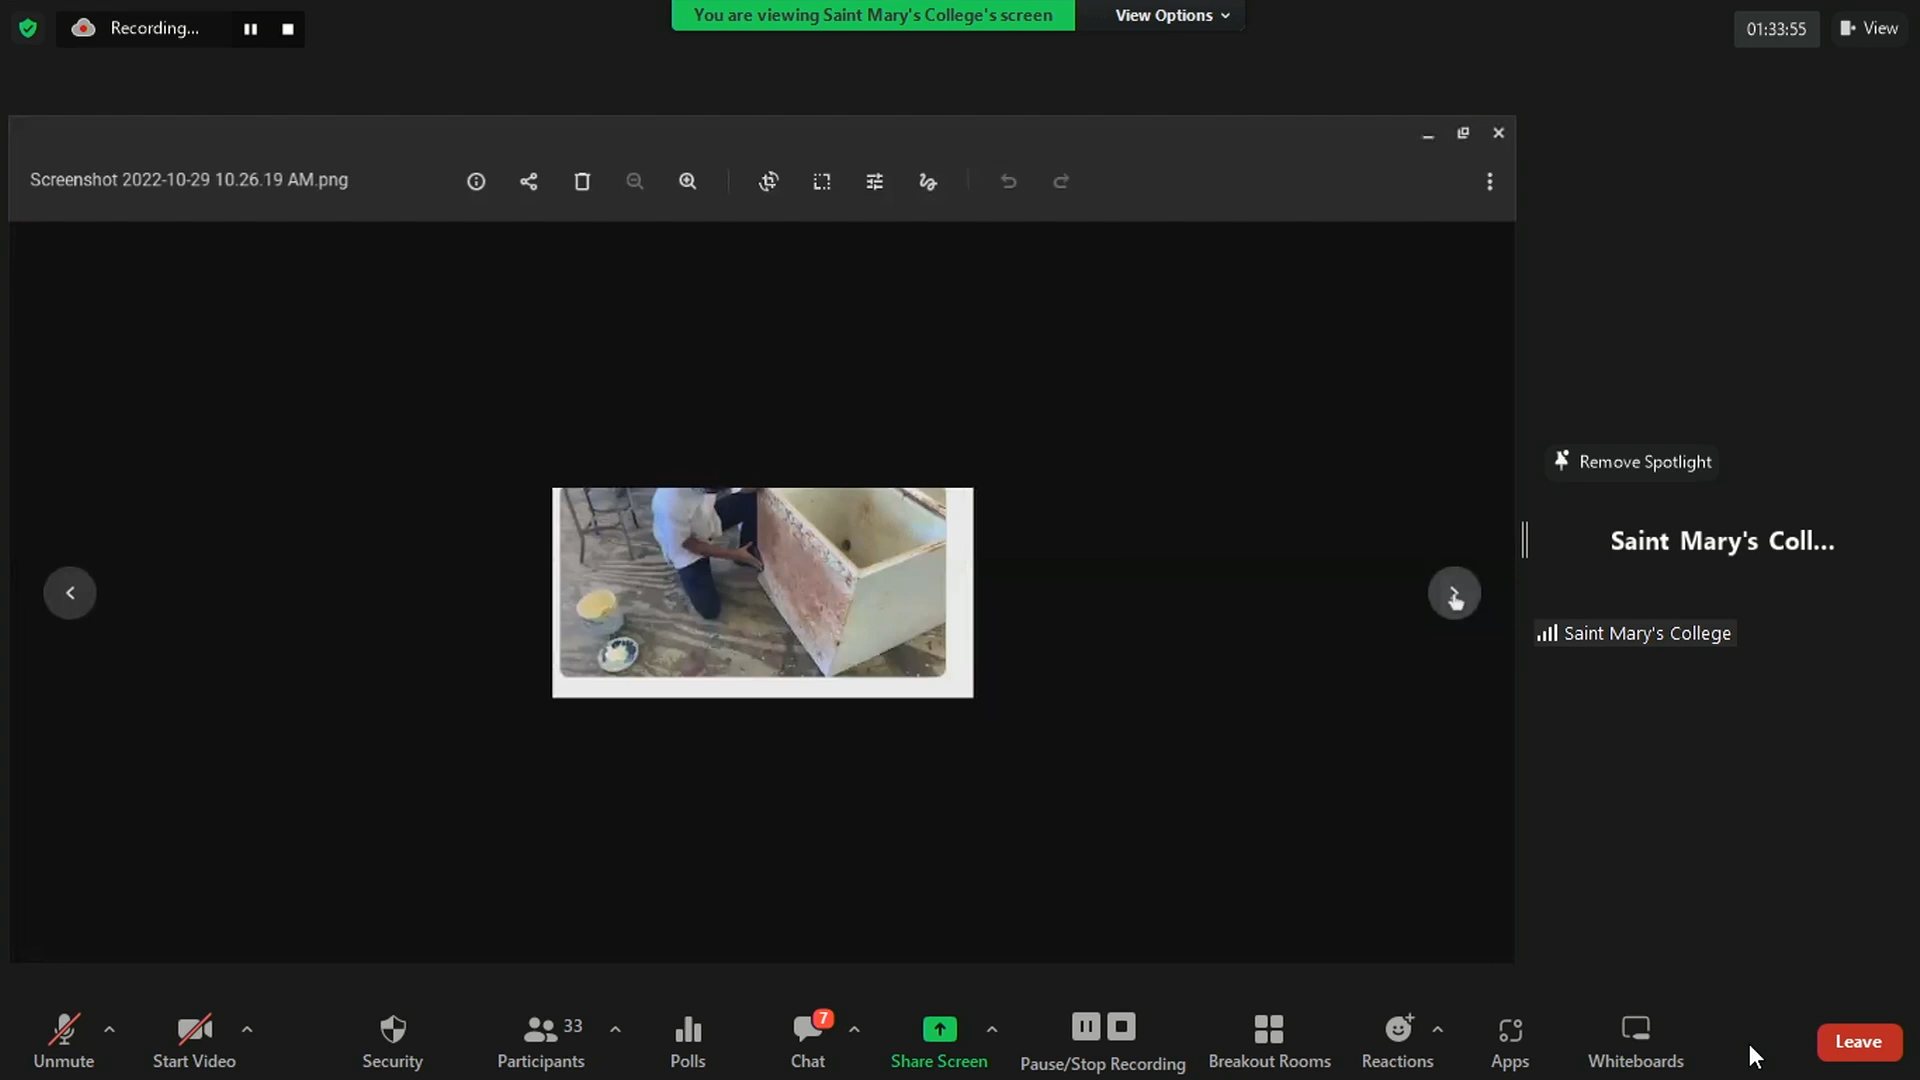 Recording...
You are viewing Saint Mary's College's screen
View Options
01:33:55
View
Screenshot 2022-10-29 10.26.19 AM.png
Remove Spotlight
Saint Mary's Coll...
Saint Mary's College
33
7
Unmute
Start Video
Security
Participants
Polls
Chat
Share Screen
Pause/Stop Recording
Breakout Rooms
Reactions
Apps
Whiteboards
Leave